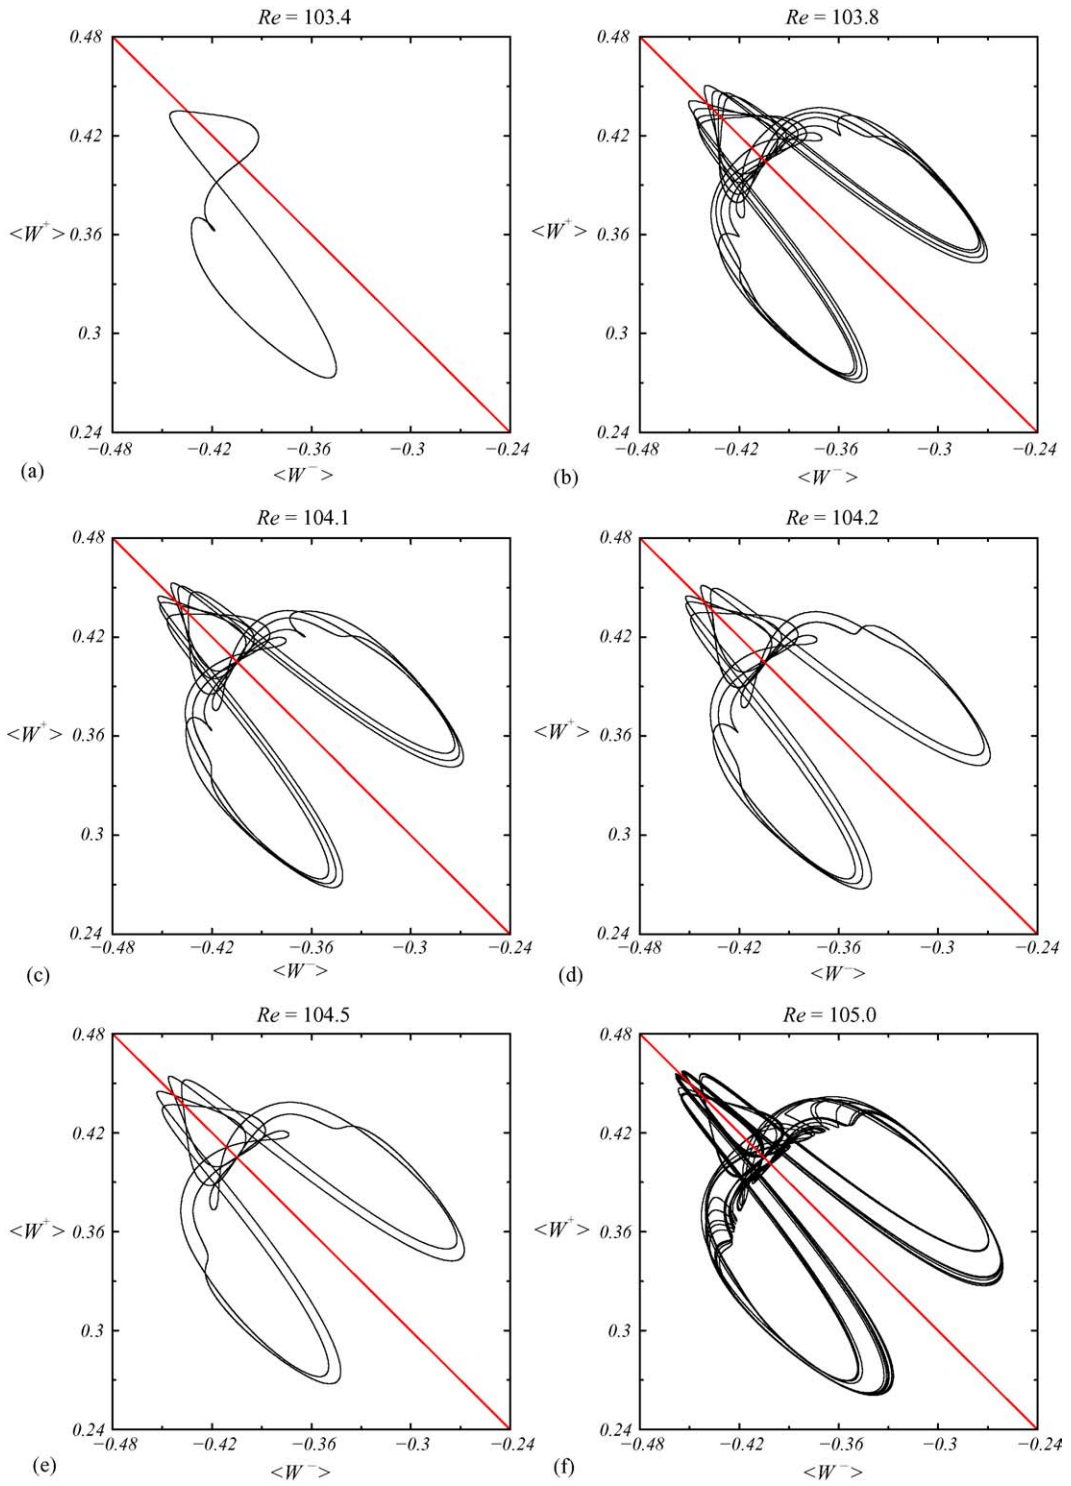 Re = 103.4
0.48
0.42
<W⁺> 0.36
0.3
0.24
−0.48 −0.42 −0.36 −0.3 −0.24
(a)
<W⁻>
Re = 103.8
0.48
0.42
<W⁺> 0.36
0.3
0.24
−0.48 −0.42 −0.36 −0.3 −0.24
(b)
<W⁻>
Re = 104.1
0.48
0.42
<W⁺> 0.36
0.3
0.24
−0.48 −0.42 −0.36 −0.3 −0.24
(c)
<W⁻>
Re = 104.2
0.48
0.42
<W⁺> 0.36
0.3
0.24
−0.48 −0.42 −0.36 −0.3 −0.24
(d)
<W⁻>
Re = 104.5
0.48
0.42
<W⁺> 0.36
0.3
0.24
−0.48 −0.42 −0.36 −0.3 −0.24
(e)
<W⁻>
Re = 105.0
0.48
0.42
<W⁺> 0.36
0.3
0.24
−0.48 −0.42 −0.36 −0.3 −0.24
(f)
<W⁻>